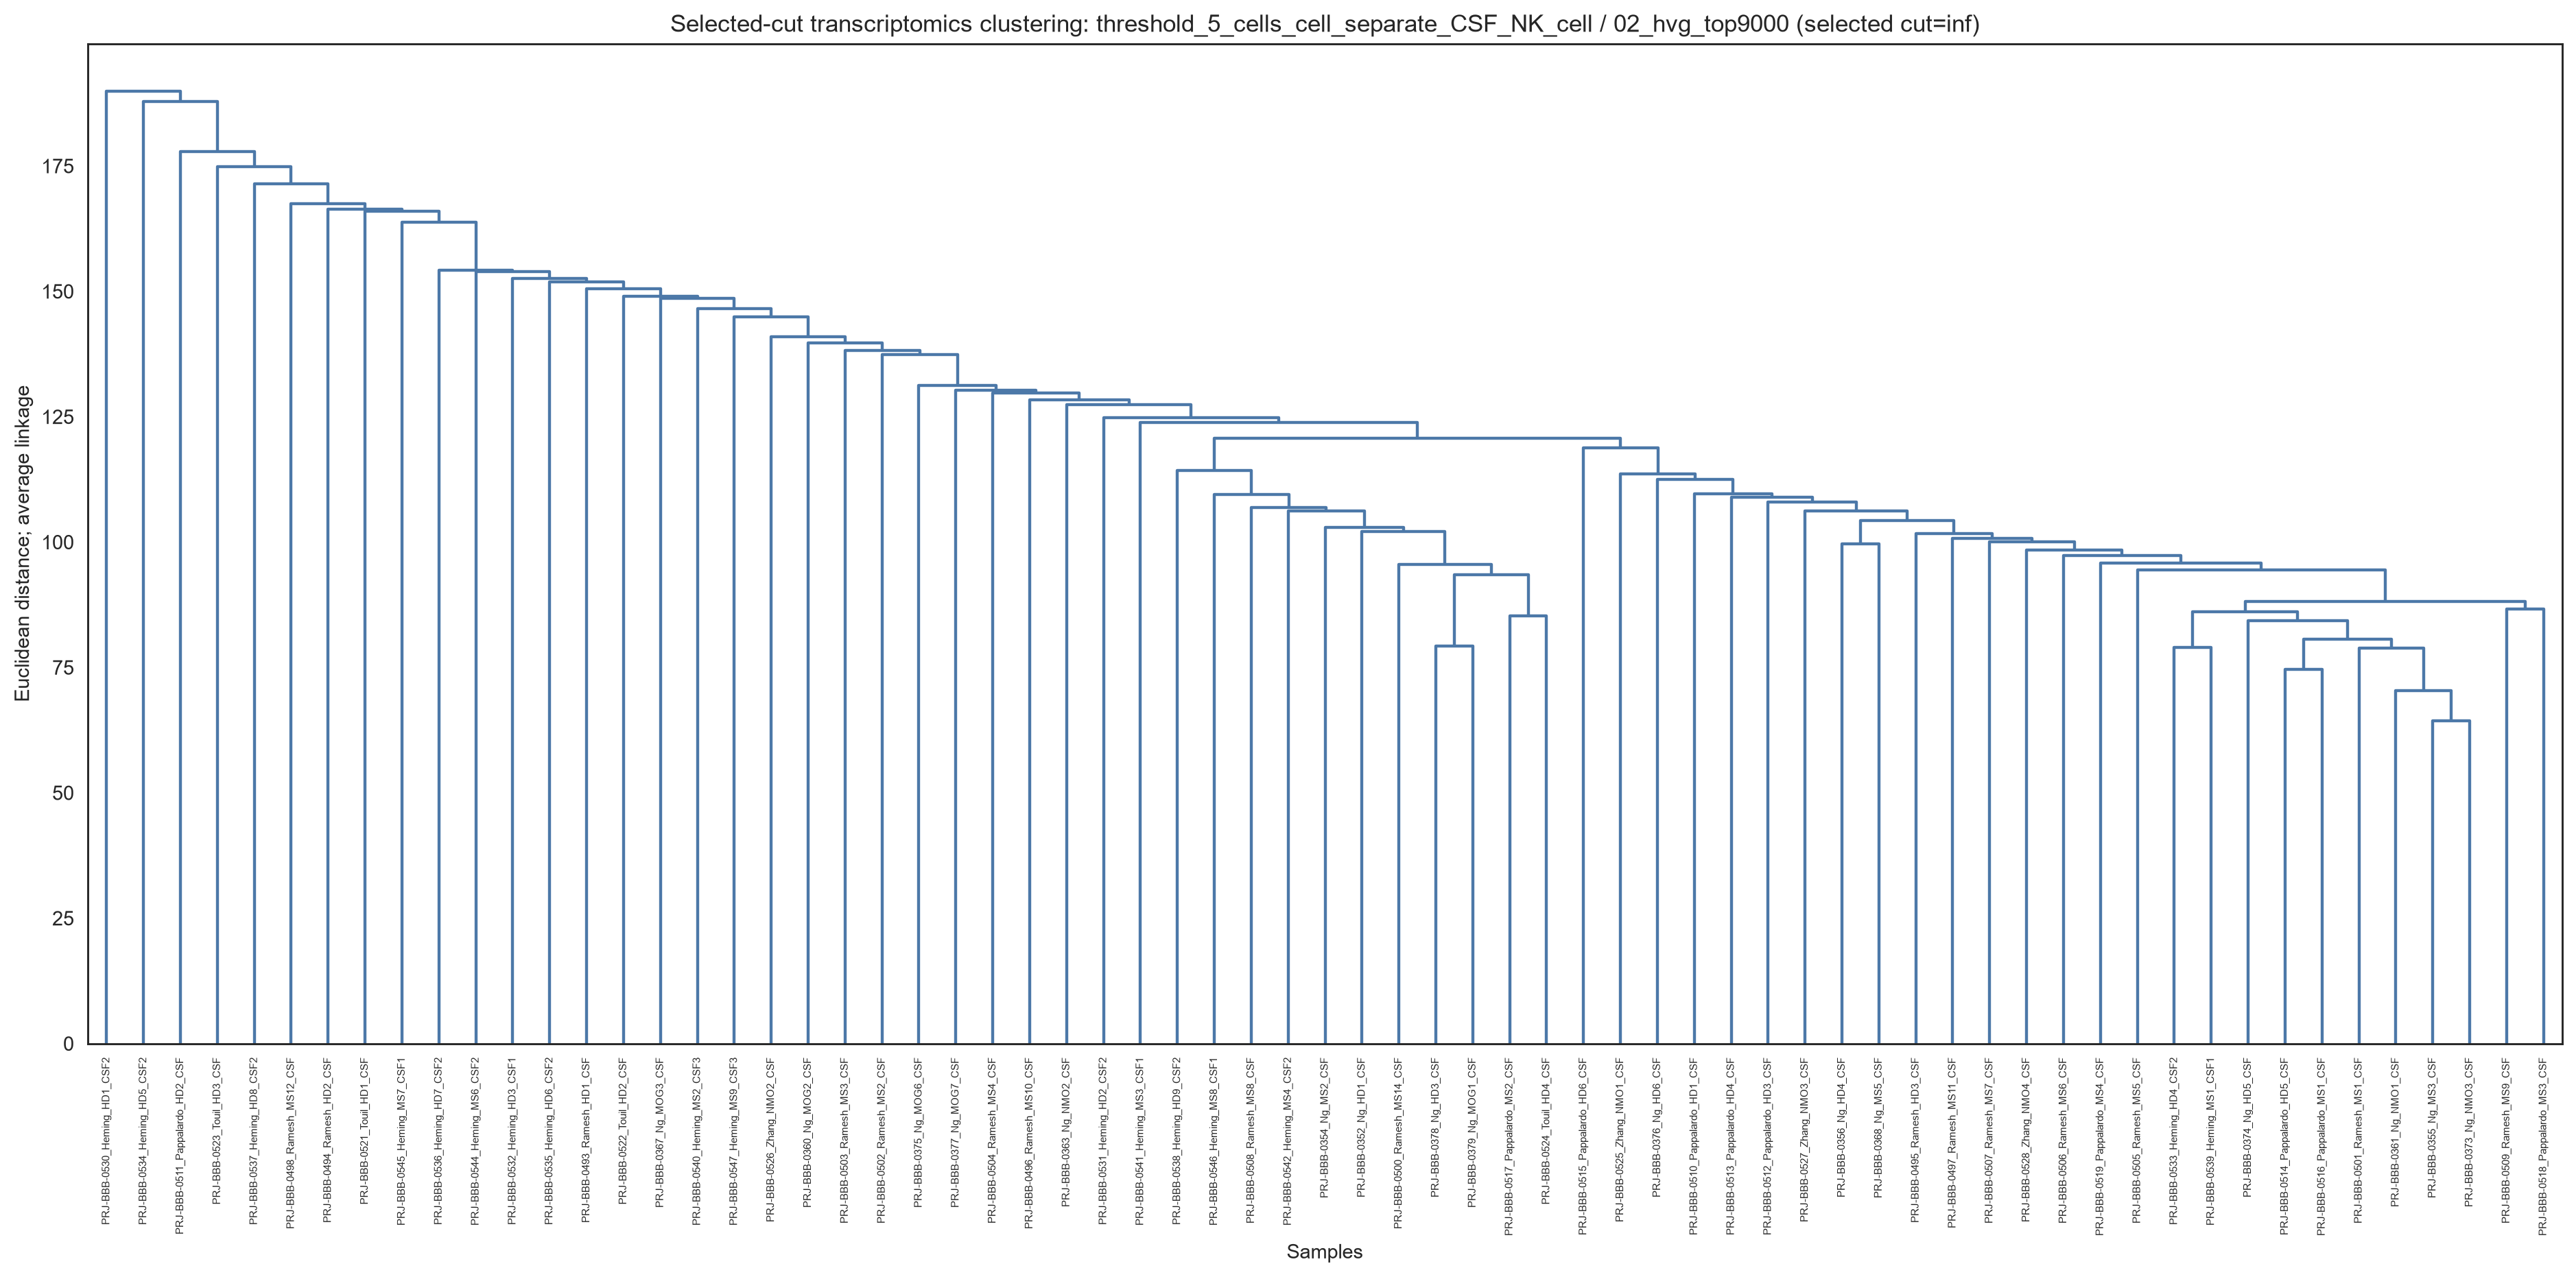 Selected-cut transcriptomics clustering: threshold_5_cells_cell_separate_CSF_NK_cell / 02_hvg_top9000 (selected cut=inf)
Euclidean distance; average linkage
175
150
125
100
75
50
25
0
PRJ-BBB-0530_Heming_HD1_CSF2
PRJ-BBB-0534_Heming_HD5_CSF2
PRJ-BBB-0511_Pappalardo_HD2_CSF
PRJ-BBB-0523_Touil_HD3_CSF
PRJ-BBB-0537_Heming_HD8_CSF2
PRJ-BBB-0498_Ramesh_MS12_CSF
PRJ-BBB-0494_Ramesh_HD2_CSF
PRJ-BBB-0521_Touil_HD1_CSF
PRJ-BBB-0545_Heming_MS7_CSF1
PRJ-BBB-0536_Heming_HD7_CSF2
PRJ-BBB-0544_Heming_MS6_CSF2
PRJ-BBB-0532_Heming_HD3_CSF1
PRJ-BBB-0535_Heming_HD6_CSF2
PRJ-BBB-0493_Ramesh_HD1_CSF
PRJ-BBB-0522_Touil_HD2_CSF
PRJ-BBB-0367_Ng_MOG3_CSF
PRJ-BBB-0540_Heming_MS2_CSF3
PRJ-BBB-0547_Heming_MS9_CSF3
PRJ-BBB-0526_Zhang_NMO2_CSF
PRJ-BBB-0360_Ng_MOG2_CSF
PRJ-BBB-0503_Ramesh_MS3_CSF
PRJ-BBB-0502_Ramesh_MS2_CSF
PRJ-BBB-0375_Ng_MOG6_CSF
PRJ-BBB-0377_Ng_MOG7_CSF
PRJ-BBB-0504_Ramesh_MS4_CSF
PRJ-BBB-0496_Ramesh_MS10_CSF
PRJ-BBB-0363_Ng_NMO2_CSF
PRJ-BBB-0531_Heming_HD2_CSF2
PRJ-BBB-0541_Heming_MS3_CSF1
PRJ-BBB-0538_Heming_HD9_CSF2
PRJ-BBB-0546_Heming_MS8_CSF1
PRJ-BBB-0508_Ramesh_MS8_CSF
PRJ-BBB-0542_Heming_MS4_CSF2
PRJ-BBB-0354_Ng_MS2_CSF
PRJ-BBB-0352_Ng_HD1_CSF
PRJ-BBB-0500_Ramesh_MS14_CSF
PRJ-BBB-0378_Ng_HD3_CSF
PRJ-BBB-0379_Ng_MOG1_CSF
PRJ-BBB-0517_Pappalardo_MS2_CSF
PRJ-BBB-0524_Touil_HD4_CSF
PRJ-BBB-0515_Pappalardo_HD6_CSF
PRJ-BBB-0525_Zhang_NMO1_CSF
PRJ-BBB-0376_Ng_HD6_CSF
PRJ-BBB-0510_Pappalardo_HD1_CSF
PRJ-BBB-0513_Pappalardo_HD4_CSF
PRJ-BBB-0512_Pappalardo_HD3_CSF
PRJ-BBB-0527_Zhang_NMO3_CSF
PRJ-BBB-0356_Ng_HD4_CSF
PRJ-BBB-0368_Ng_MS5_CSF
PRJ-BBB-0495_Ramesh_HD3_CSF
PRJ-BBB-0497_Ramesh_MS11_CSF
PRJ-BBB-0507_Ramesh_MS7_CSF
PRJ-BBB-0528_Zhang_NMO4_CSF
PRJ-BBB-0506_Ramesh_MS6_CSF
PRJ-BBB-0519_Pappalardo_MS4_CSF
PRJ-BBB-0505_Ramesh_MS5_CSF
PRJ-BBB-0533_Heming_HD4_CSF2
PRJ-BBB-0539_Heming_MS1_CSF1
PRJ-BBB-0374_Ng_HD5_CSF
PRJ-BBB-0514_Pappalardo_HD5_CSF
PRJ-BBB-0516_Pappalardo_MS1_CSF
PRJ-BBB-0501_Ramesh_MS1_CSF
PRJ-BBB-0361_Ng_NMO1_CSF
PRJ-BBB-0355_Ng_MS3_CSF
PRJ-BBB-0373_Ng_NMO3_CSF
PRJ-BBB-0509_Ramesh_MS9_CSF
PRJ-BBB-0518_Pappalardo_MS3_CSF
Samples